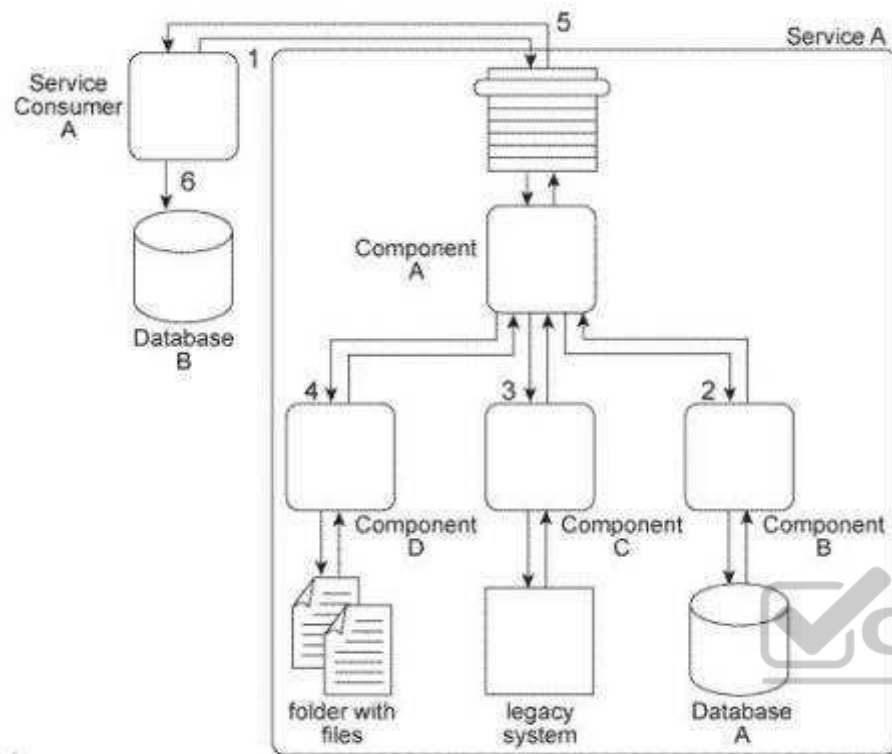 5
Service A
1
Service
Consumer
A
6
Component
A
Database
B
4
3
2
Component
D
Component
C
Component
B
folder with
files
legacy
system
Database
A